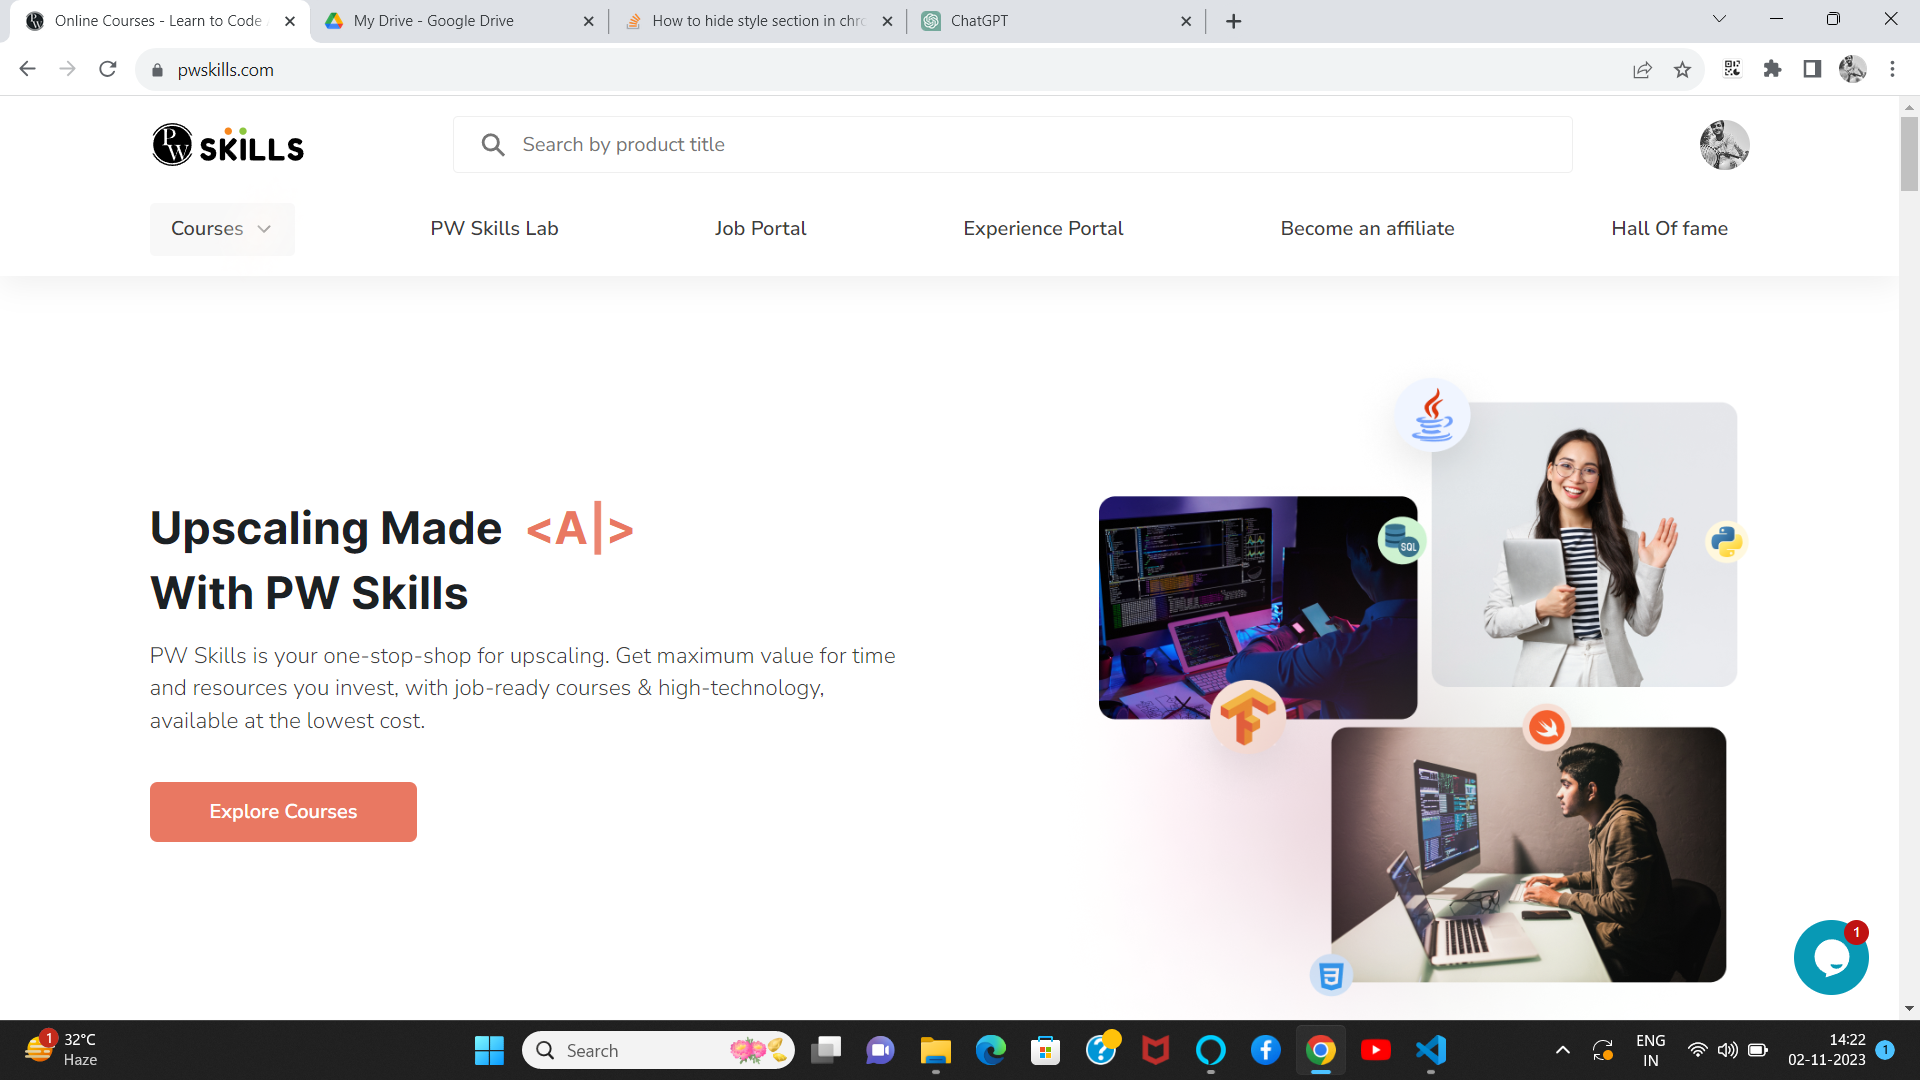 Online Courses - Learn to Code
My Drive - Google Drive
How to hide style section in chro
ChatGPT
pwskills.com
PW SKILLS
Search by product title
Courses
PW Skills Lab
Job Portal
Experience Portal
Become an affiliate
Hall Of fame
Upscaling Made <A|>
With PW Skills
PW Skills is your one-stop-shop for upscaling. Get maximum value for time
and resources you invest, with job-ready courses & high-technology,
available at the lowest cost.
Explore Courses
SQL
1
1
32°C
Haze
Search
ENG
IN
14:22
02-11-2023
1